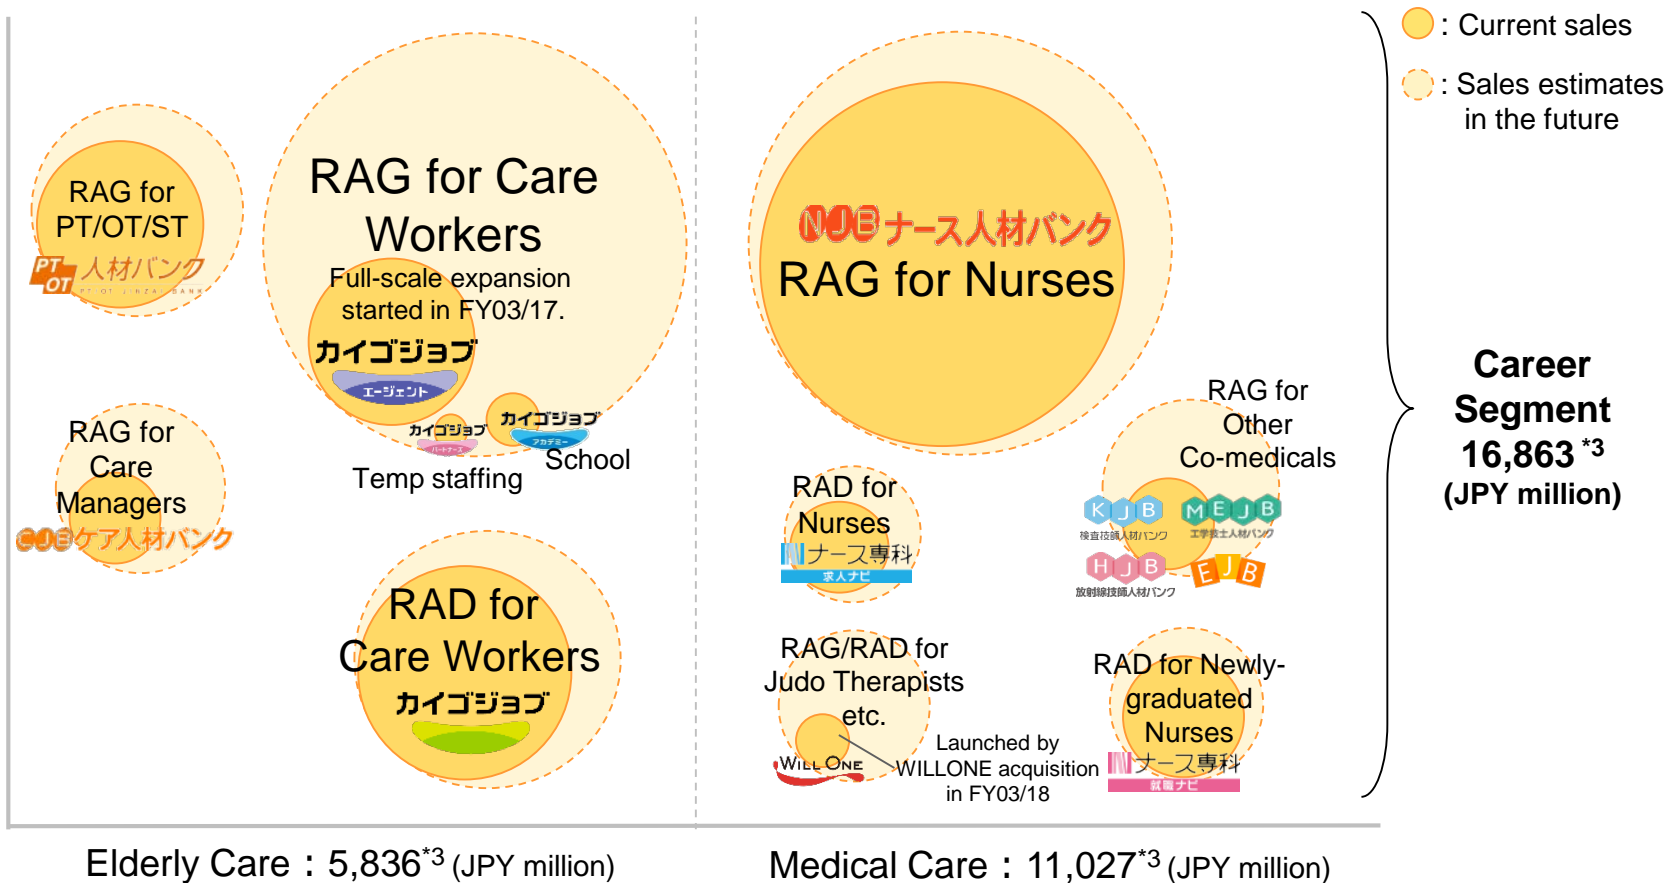 : Current sales
: Sales estimates
in the future
RAG for
PT/OT/ST
PT
OT
人材バンク
PT・OT JINZAI BANK
RAG for Care
Workers
Full-scale expansion
started in FY03/17.
カイゴジョブ
エージェント
カイゴジョブ
パートナーズ
カイゴジョブ
アカデミー
Temp staffing
School
RAG for
Care
Managers
CJB ケア人材バンク
RAD for
Care Workers
カイゴジョブ
NJB ナース人材バンク
RAG for Nurses
RAD for
Nurses
ナース専科
求人ナビ
RAG for
Other
Co-medicals
KJB
検査技師人材バンク
MEJB
工学技士人材バンク
HJB
放射線技師人材バンク
EJB
RAG/RAD for
Judo Therapists
etc.
WILL ONE
Launched by
WILLONE acquisition
in FY03/18
RAD for Newly-
graduated
Nurses
ナース専科
就職ナビ
Career
Segment
16,863 *3
(JPY million)
Elderly Care : 5,836*3 (JPY million)
Medical Care : 11,027*3 (JPY million)